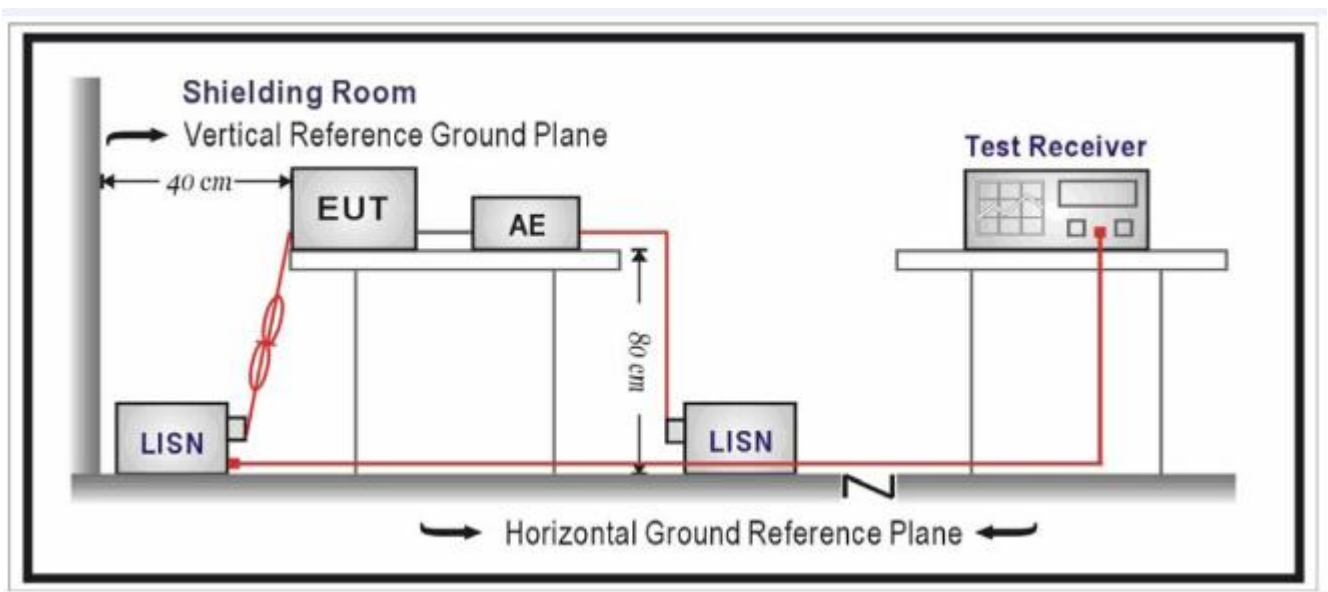 Shielding Room
Vertical Reference Ground Plane
Test Receiver
40 cm
EUT
AE
80 cm
LISN
LISN
Horizontal Ground Reference Plane